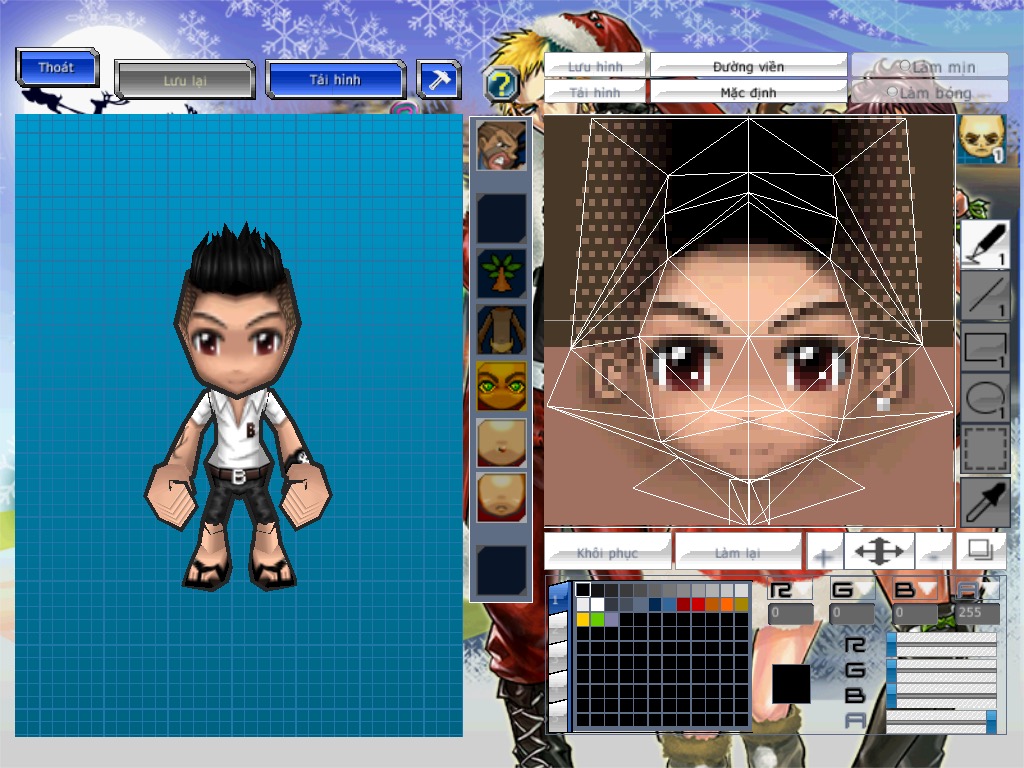 Thoát
Lưu lại
Tải hình
?
Lưu hình
Đường viền
Làm mịn
Tải hình
Mặc định
Làm bóng
1
1
1
1
1
B
B
Khôi phục
Làm lại
+
-
1
R
G
B
A
0
0
0
255
R
G
B
A